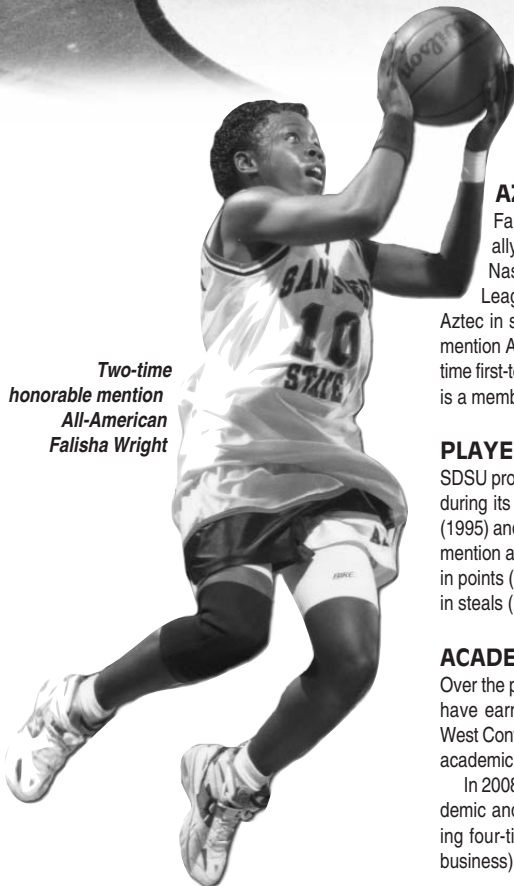 Wilson
SAN DIEGO
10
STATE
BIKE
Two-time
honorable mention
All-American
Falisha Wright
AZ
Fa
ally
Nas
Leag
Aztec in s
mention A
time first-t
is a memb
PLAYE
SDSU pro
during its
(1995) and
mention a
in points (
in steals (
ACADE
Over the p
have earn
West Con
academic
In 2008
demic and
ing four-ti
business)